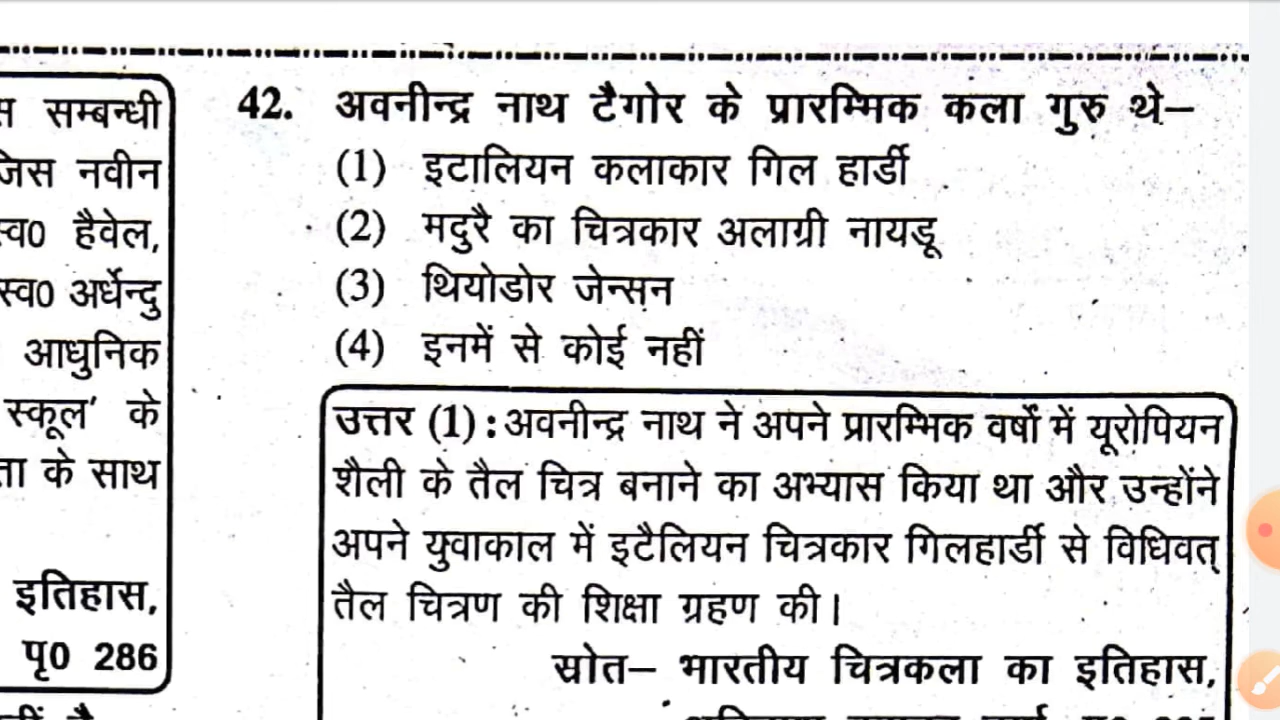 स सम्बन्धी
जिस नवीन
स्व0 हैवेल,
स्व0 अर्धेन्दु
आधुनिक
स्कूल' के
ता के साथ
इतिहास,
पृ0 286
42. अवनीन्द्र नाथ टैगोर के प्रारम्भिक कला गुरु थे–
(1) इटालियन कलाकार गिल हार्डी
(2) मदुरै का चित्रकार अलाग्री नायडू
(3) थियोडोर जेन्सन
(4) इनमें से कोई नहीं
उत्तर (1) : अवनीन्द्र नाथ ने अपने प्रारम्भिक वर्षों में यूरोपियन
शैली के तैल चित्र बनाने का अभ्यास किया था और उन्होंने
अपने युवाकाल में इटैलियन चित्रकार गिलहार्डी से विधिवत्
तैल चित्रण की शिक्षा ग्रहण की।
स्रोत– भारतीय चित्रकला का इतिहास,